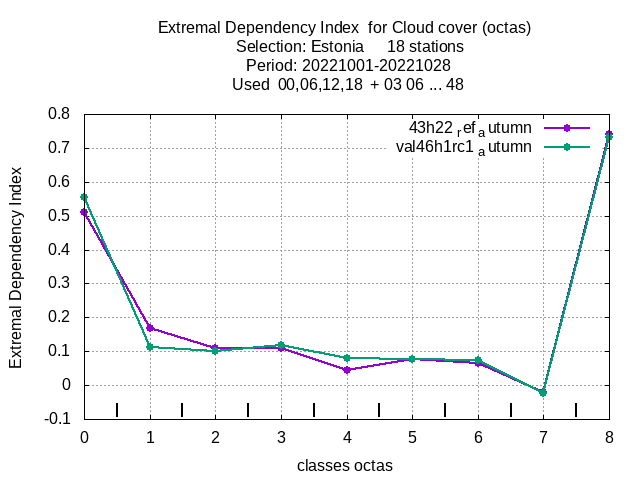 Extremal Dependency Index  for Cloud cover (octas)
Selection: Estonia     18 stations
Period: 20221001-20221028
Used  00,06,12,18  + 03 06 ... 48
43h22_ref_autumn
val46h1rc1_autumn
Extremal Dependency Index
0.8
0.7
0.6
0.5
0.4
0.3
0.2
0.1
0
-0.1
0 1 2 3 4 5 6 7 8
classes octas